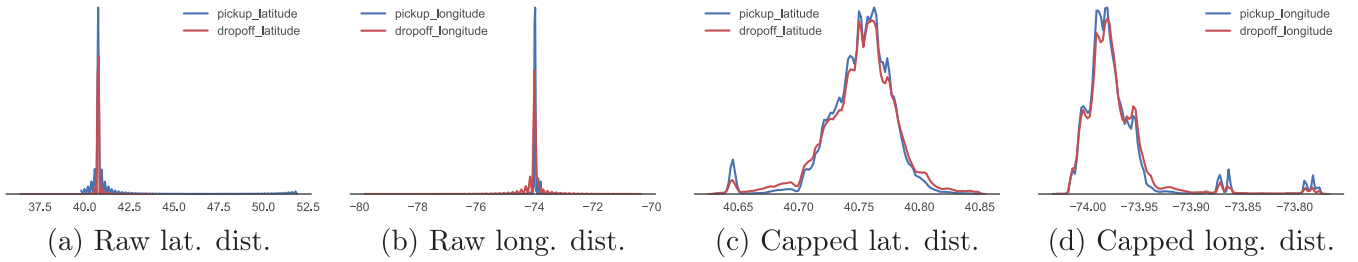 pickup_latitude
dropoff_latitude
37.5 40.0 42.5 45.0 47.5 50.0 52.5
(a) Raw lat. dist.
pickup_longitude
dropoff_longitude
−80 −78 −76 −74 −72 −70
(b) Raw long. dist.
pickup_latitude
dropoff_latitude
40.65 40.70 40.75 40.80 40.85
(c) Capped lat. dist.
pickup_longitude
dropoff_longitude
−74.00 −73.95 −73.90 −73.85 −73.80
(d) Capped long. dist.